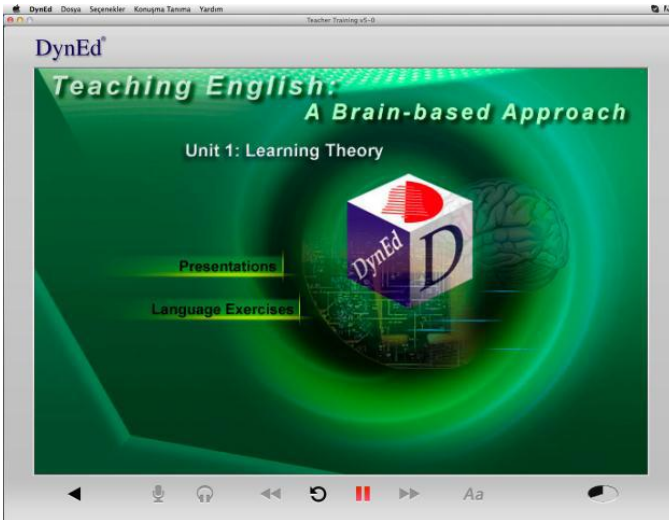 DynEd Dosya Seçenekler Konuşma Tanıma Yardım
Teacher Training v5-8
DynEd®
Teaching English:
A Brain-based Approach
Unit 1: Learning Theory
DynEd D
Presentations
Language Exercises
Aa